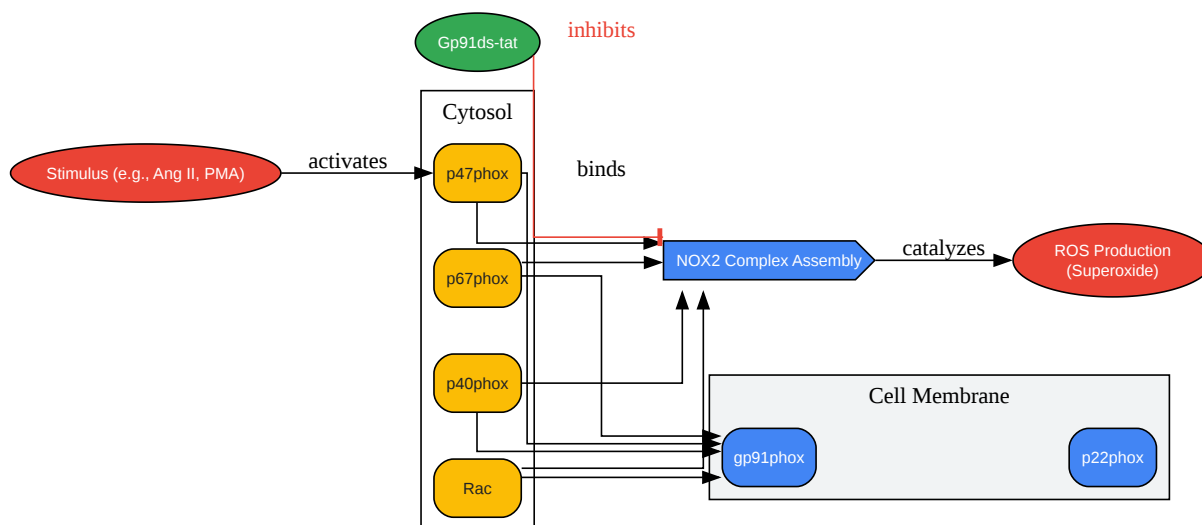 Gp91ds-tat
inhibits
Cytosol
Stimulus (e.g., Ang II, PMA)
activates
p47phox
binds
p67phox
NOX2 Complex Assembly
catalyzes
ROS Production
(Superoxide)
p40phox
Cell Membrane
gp91phox
p22phox
Rac